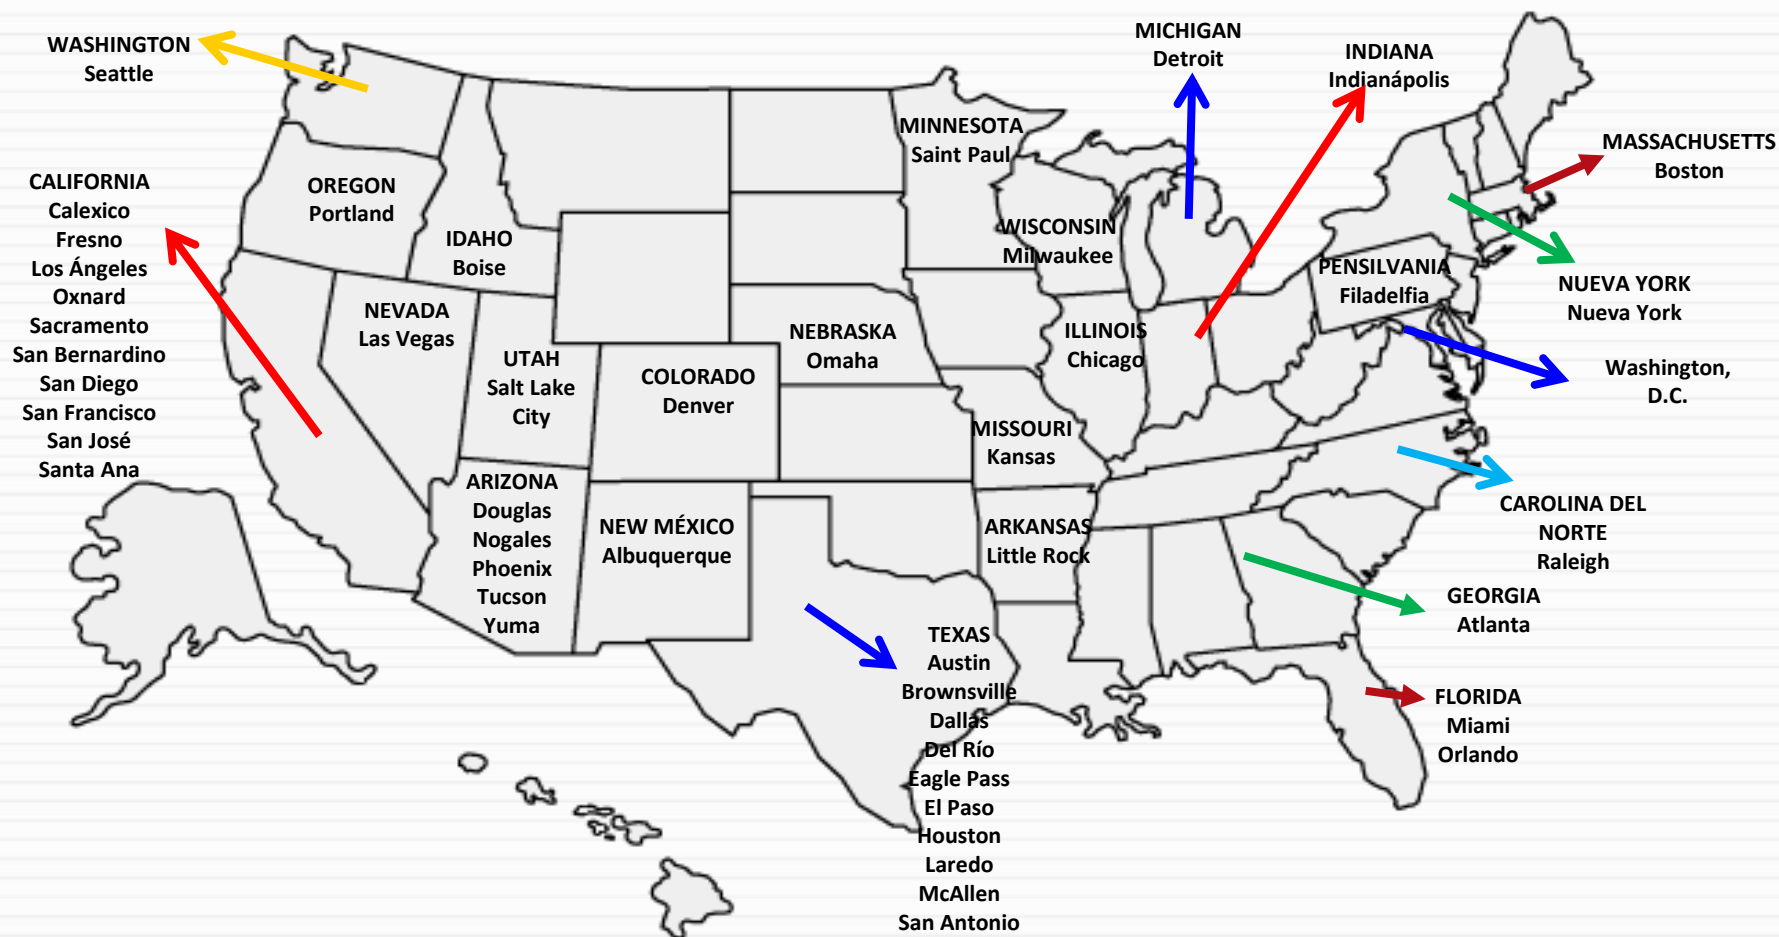 WASHINGTON
Seattle
CALIFORNIA
Calexico
Fresno
Los Ángeles
Oxnard
Sacramento
San Bernardino
San Diego
San Francisco
San José
Santa Ana
OREGON
Portland
IDAHO
Boise
NEVADA
Las Vegas
UTAH
Salt Lake
City
ARIZONA
Douglas
Nogales
Phoenix
Tucson
Yuma
COLORADO
Denver
NEW MÉXICO
Albuquerque
NEBRASKA
Omaha
TEXAS
Austin
Brownsville
Dallas
Del Río
Eagle Pass
El Paso
Houston
Laredo
McAllen
San Antonio
MINNESOTA
Saint Paul
WISCONSIN
Milwaukee
ILLINOIS
Chicago
MISSOURI
Kansas
ARKANSAS
Little Rock
MICHIGAN
Detroit
INDIANA
Indianápolis
MASSACHUSETTS
Boston
PENSILVANIA
Filadelfia
NUEVA YORK
Nueva York
Washington,
D.C.
CAROLINA DEL
NORTE
Raleigh
GEORGIA
Atlanta
FLORIDA
Miami
Orlando